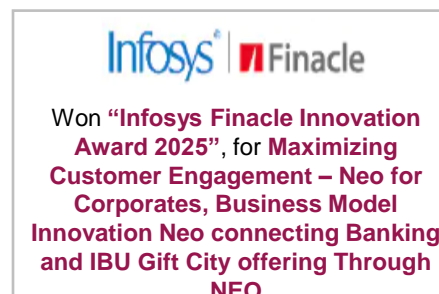 Infosys® | Finacle
Won “Infosys Finacle Innovation
Award 2025”, for Maximizing
Customer Engagement – Neo for
Corporates, Business Model
Innovation Neo connecting Banking
and IBU Gift City offering Through
NEO